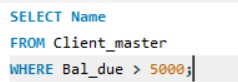 SELECT Name
FROM Client_master
WHERE Bal_due > 5000;